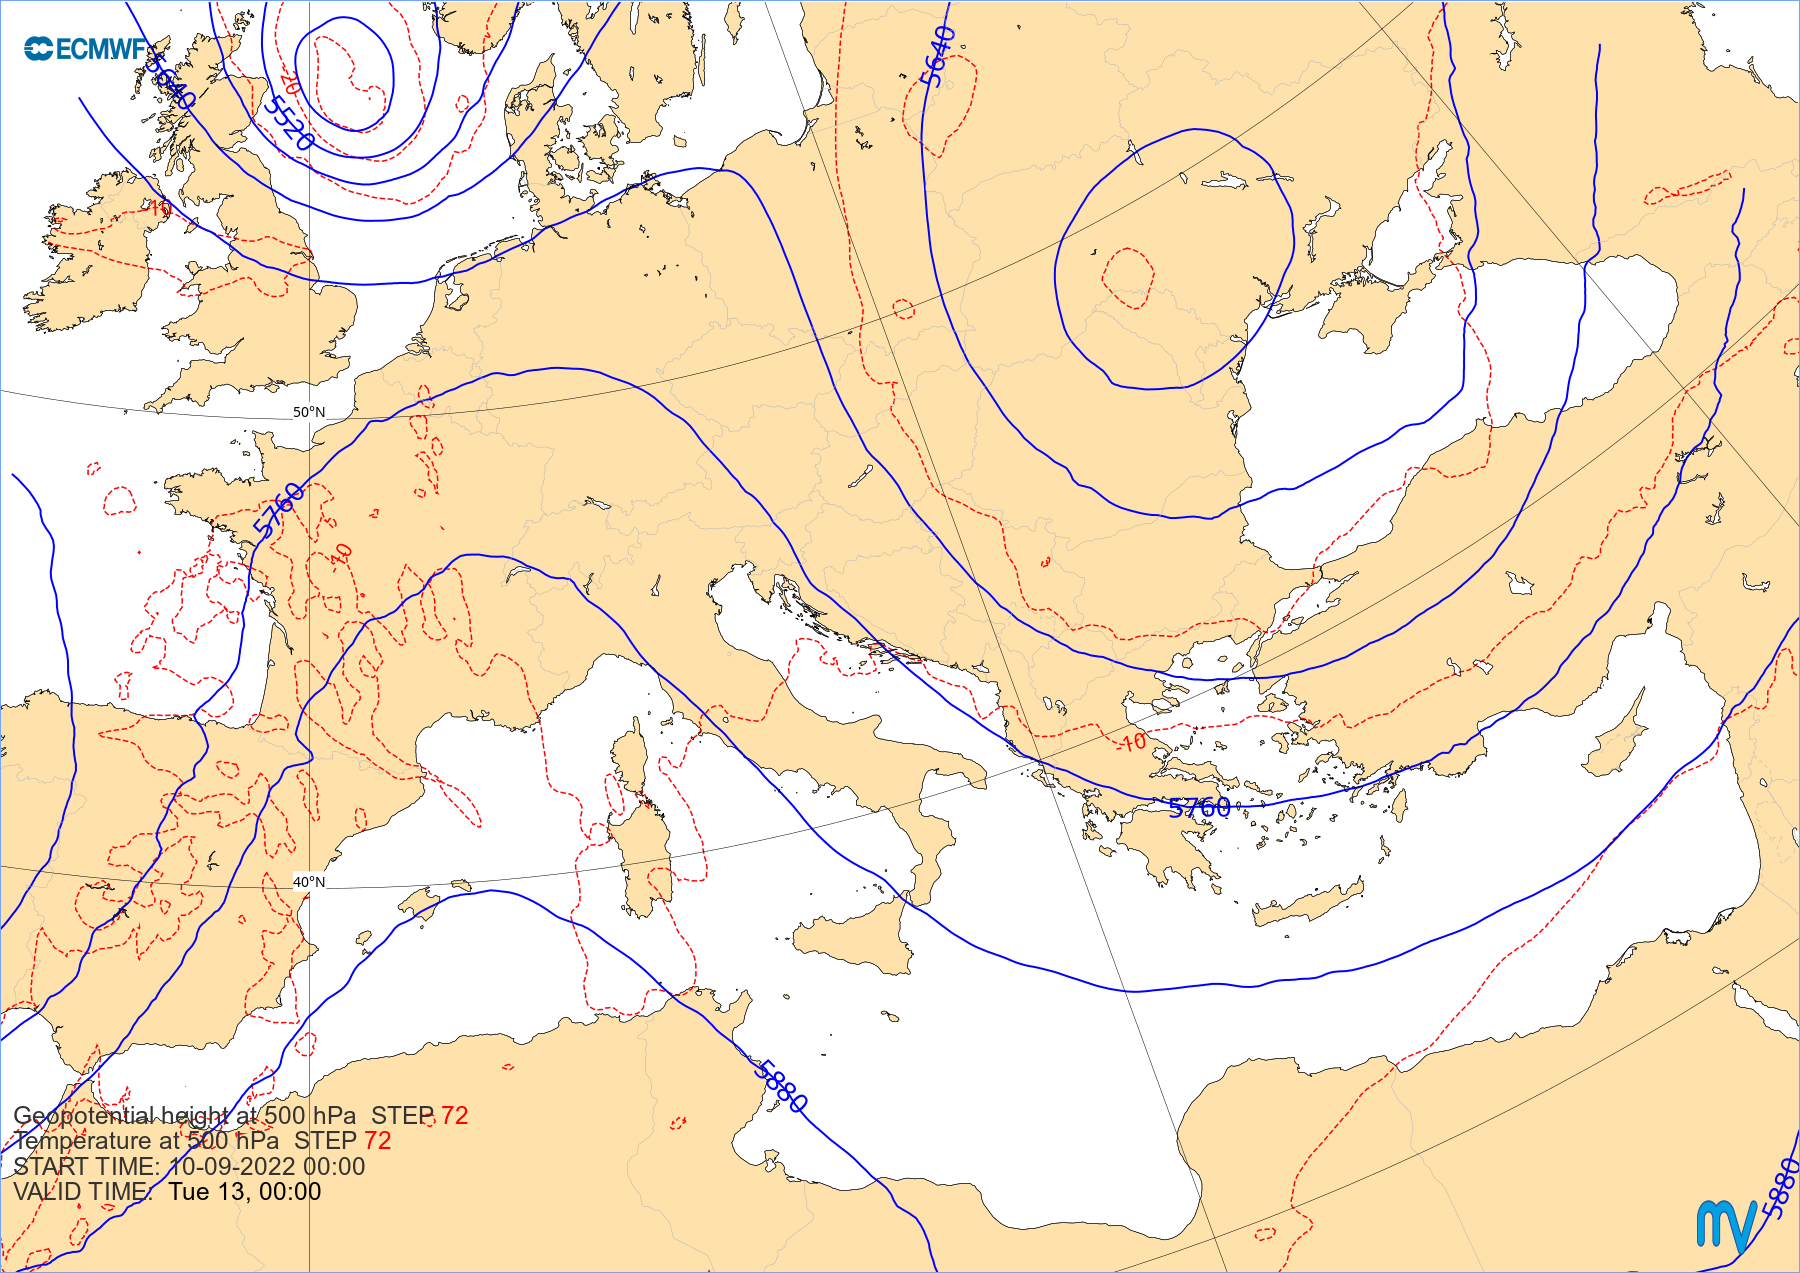 ECMWF
5640
5520
-20
5640
-10
50°N
5760
-10
-10
5760
40°N
5880
Geopotential height at 500 hPa  STEP 72
Temperature at 500 hPa  STEP 72
START TIME: 10-09-2022 00:00
VALID TIME:  Tue 13, 00:00
5880